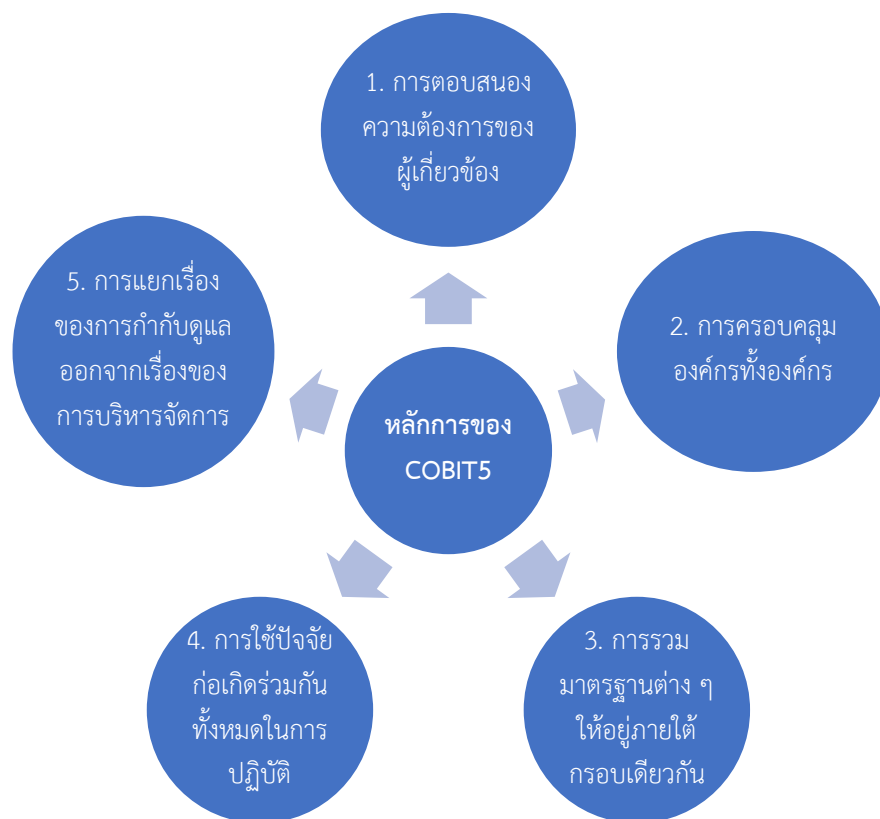 1. การตอบสนอง
ความต้องการของ
ผู้เกี่ยวข้อง
2. การครอบคลุม
องค์กรทั้งองค์กร
3. การรวม
มาตรฐานต่าง ๆ
ให้อยู่ภายใต้
กรอบเดียวกัน
4. การใช้ปัจจัย
ก่อเกิดร่วมกัน
ทั้งหมดในการ
ปฏิบัติ
5. การแยกเรื่อง
ของการกำกับดูแล
ออกจากเรื่องของ
การบริหารจัดการ
หลักการของ
COBIT5